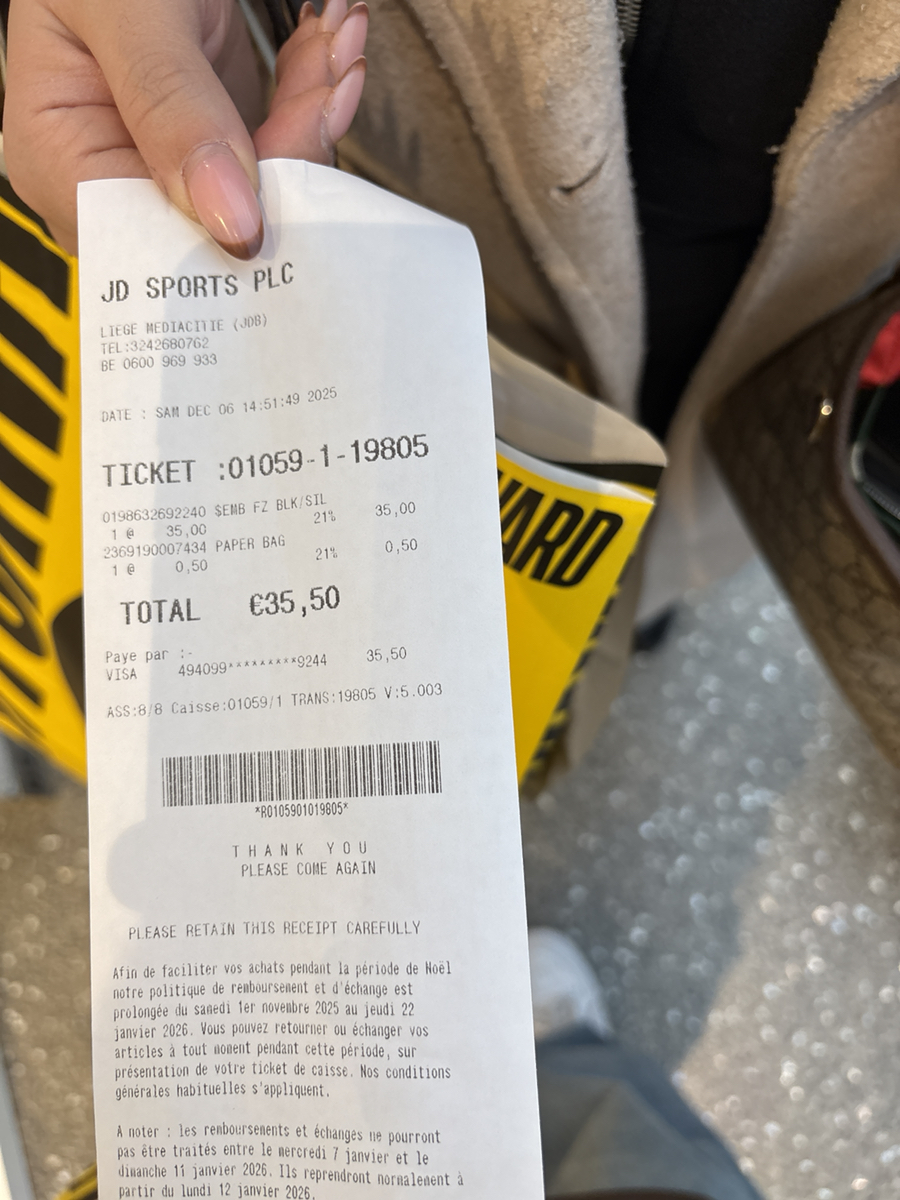 JD SPORTS PLC
LIEGE MEDIACITIE (JDB)
TEL:3242680762
BE 0600 969 933
DATE : SAM DEC 06 14:51:49 2025
TICKET :01059-1-19805
0198632692240 $EMB FZ BLK/SIL
1 @ 35,00 21% 35,00
2369190007434 PAPER BAG
1 @ 0,50 21% 0,50
TOTAL €35,50
Paye par :-
VISA 494099*********9244 35,50
ASS:8/8 Caisse:01059/1 TRANS:19805 V:5.003
*R0105901019805*
THANK YOU
PLEASE COME AGAIN
PLEASE RETAIN THIS RECEIPT CAREFULLY
Afin de faciliter vos achats pendant la période de Noël
notre politique de remboursement et d'échange est
prolongée du samedi 1er novembre 2025 au jeudi 22
janvier 2026. Vous pouvez retourner ou échanger vos
articles à tout moment pendant cette période, sur
présentation de votre ticket de caisse. Nos conditions
générales habituelles s'appliquent.
A noter : les remboursements et échanges ne pourront
pas être traités entre le mercredi 7 janvier et le
dimanche 11 janvier 2026. Ils reprendront normalement à
partir du lundi 12 janvier 2026.
WARD